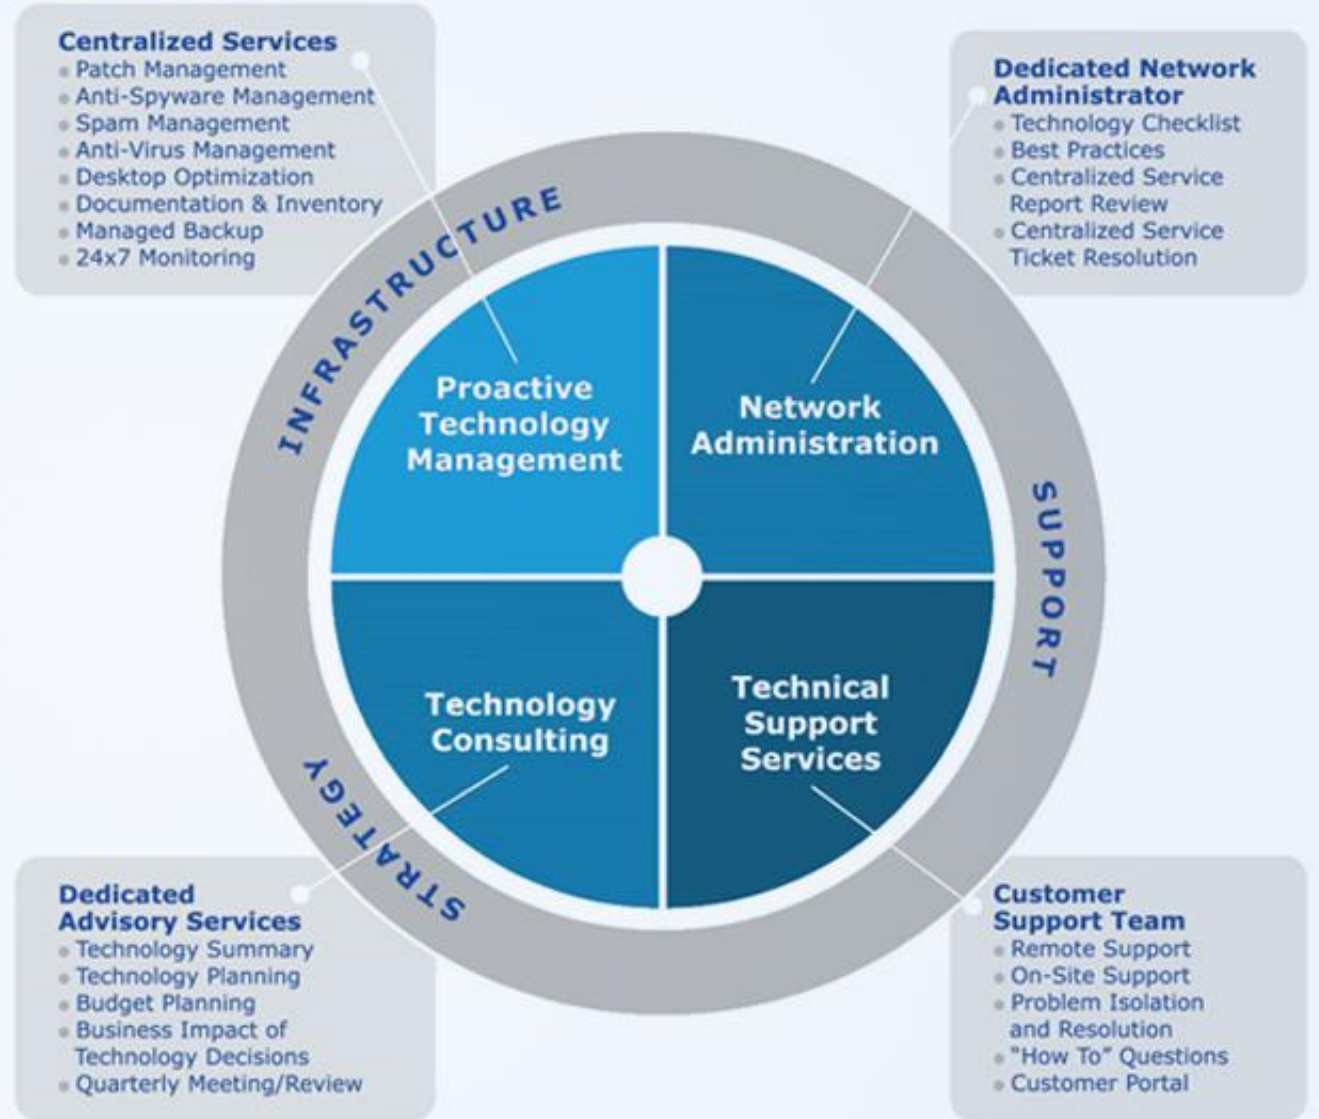 Centralized Services
Patch Management
Anti-Spyware Management
Spam Management
Anti-Virus Management
Desktop Optimization
Documentation & Inventory
Managed Backup
24x7 Monitoring
Dedicated Network
Administrator
Technology Checklist
Best Practices
Centralized Service
Report Review
Centralized Service
Ticket Resolution
INFRASTRUCTURE
Proactive
Technology
Management
Network
Administration
SUPPORT
Technology
Consulting
Technical
Support
Services
STRATEGY
Dedicated
Advisory Services
Technology Summary
Technology Planning
Budget Planning
Business Impact of
Technology Decisions
Quarterly Meeting/Review
Customer
Support Team
Remote Support
On-Site Support
Problem Isolation
and Resolution
"How To" Questions
Customer Portal